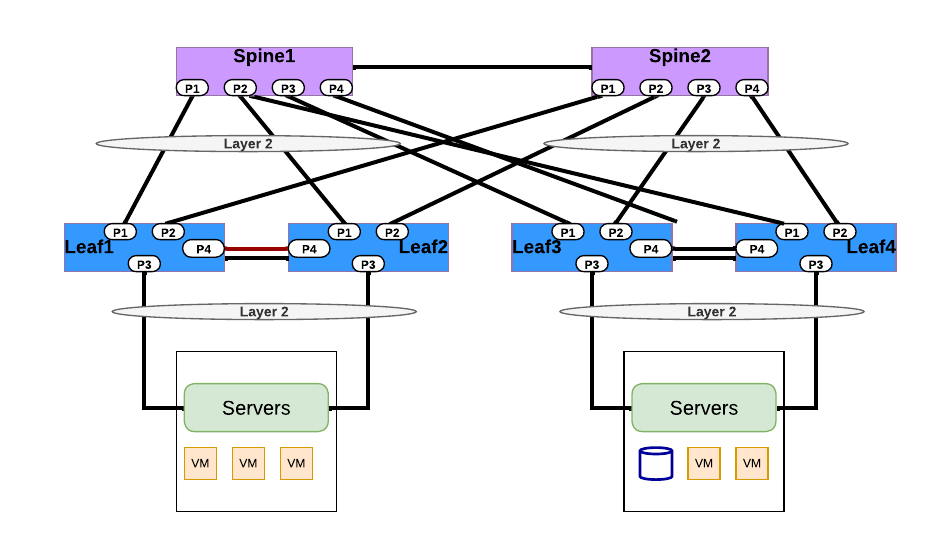 Spine1
P1 P2 P3 P4
Spine2
P1 P2 P3 P4
Layer 2
Layer 2
Leaf1
P1 P2
P4
P3
Leaf2
P1 P2
P4
P3
Leaf3
P1 P2
P4
P3
Leaf4
P1 P2
P4
P3
Layer 2
Layer 2
Servers
VM VM VM
Servers
VM VM